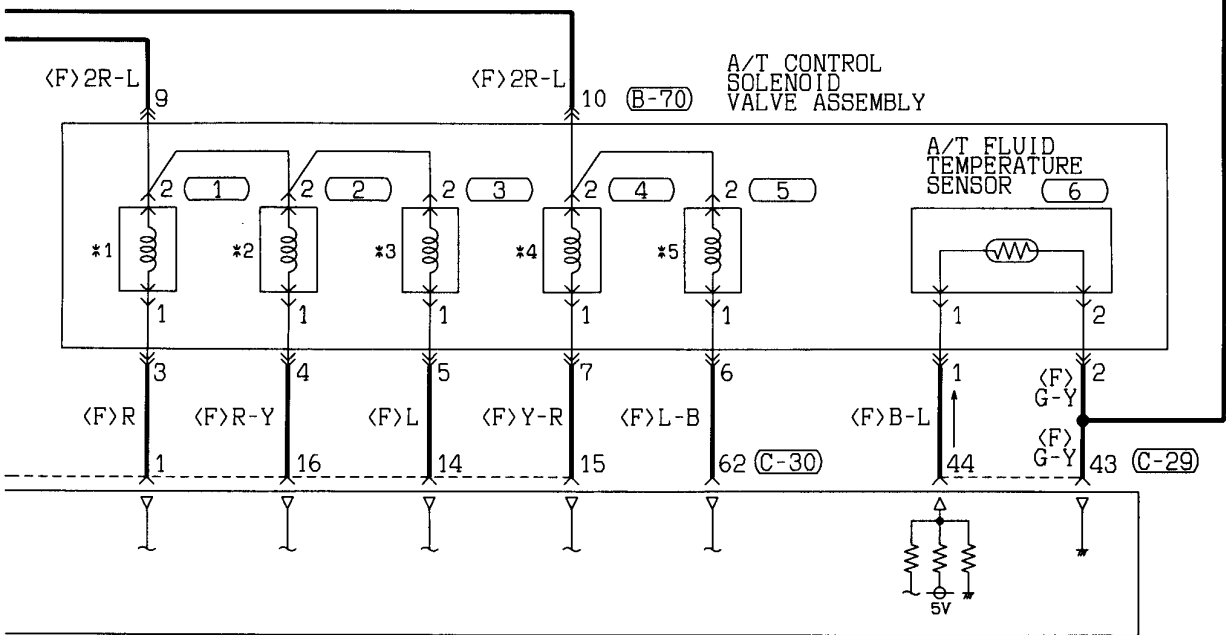 <F>2R-L <F>2R-L A/T CONTROL
SOLENOID
VALVE ASSEMBLY
9 10 B-70
A/T FLUID
TEMPERATURE
SENSOR 6
2 1 2 2 2 3 2 4 2 5
*1 *2 *3 *4 *5
1 1 1 1 1 1 2
3 4 5 7 6 1 2
<F>
G-Y
<F>R <F>R-Y <F>L <F>Y-R <F>L-B <F>B-L
<F>
G-Y
1 16 14 15 62 C-30 44 43 C-29
5V